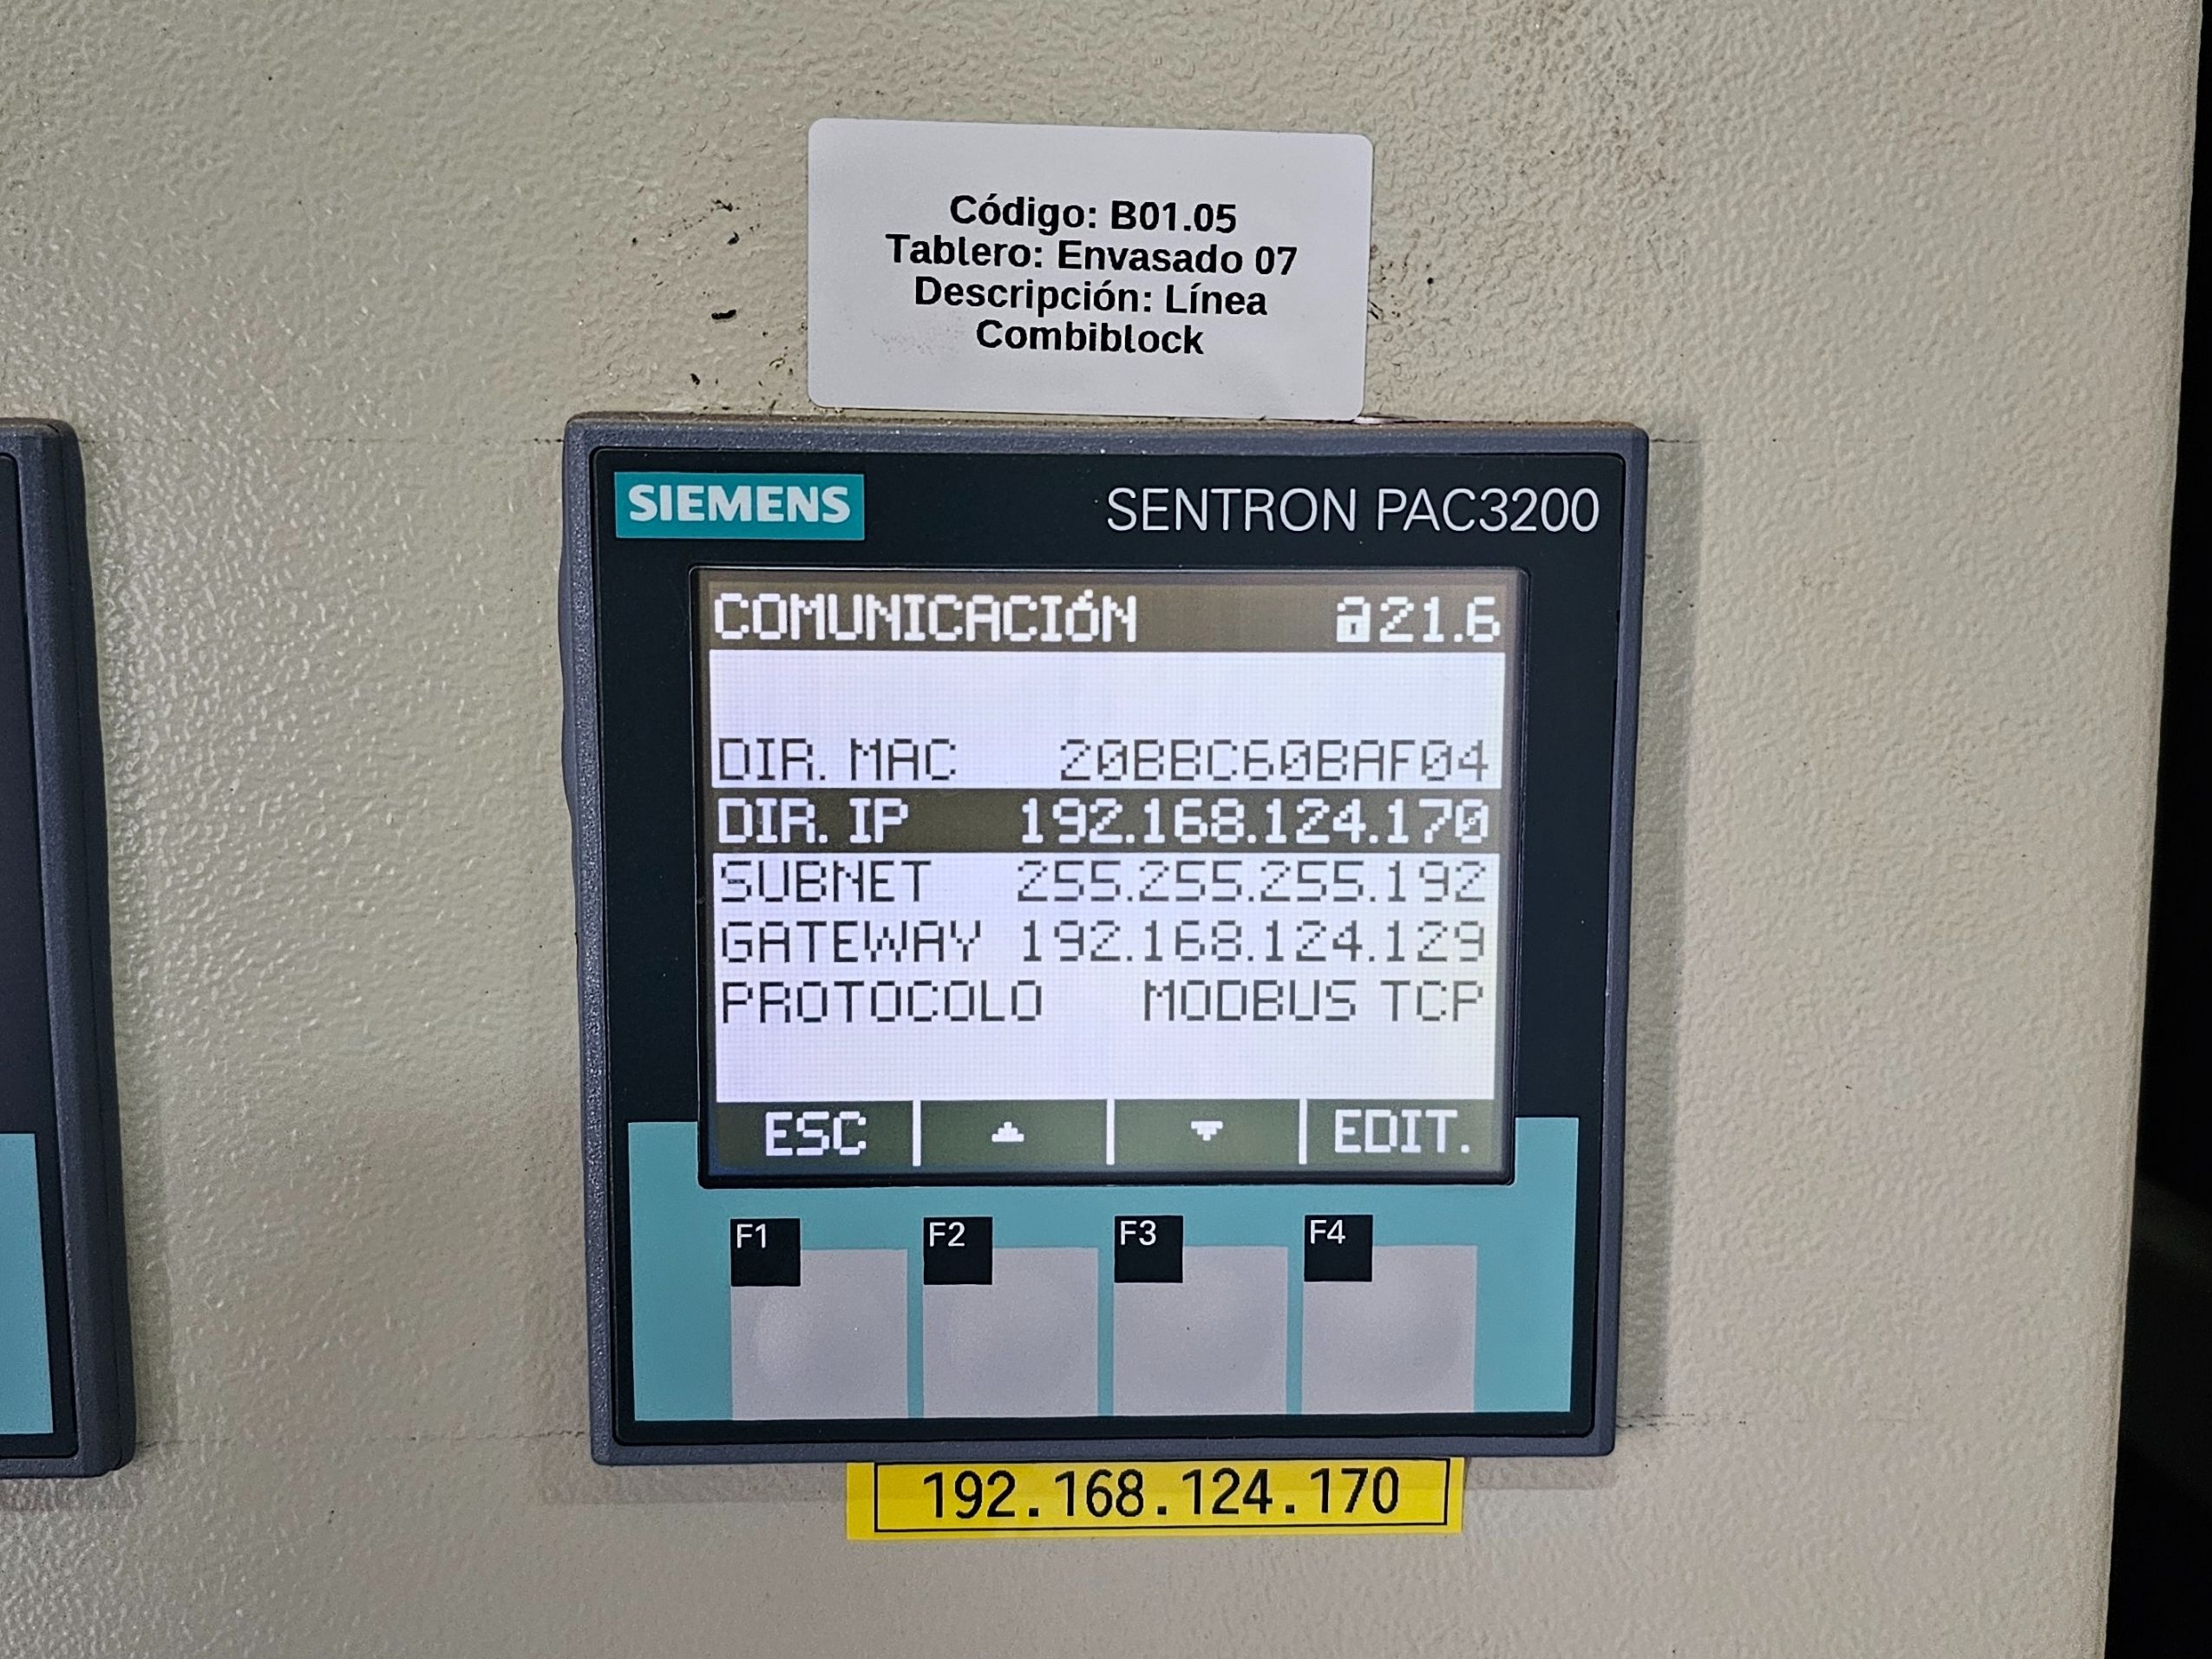 Código: B01.05
Tablero: Envasado 07
Descripción: Línea
Combiblock
SIEMENS SENTRON PAC3200
COMUNICACIÓN 21.6
DIR. MAC 20BBC60BAF04
DIR. IP 192.168.124.170
SUBNET 255.255.255.192
GATEWAY 192.168.124.129
PROTOCOLO MODBUS TCP
ESC EDIT.
F1 F2 F3 F4
192.168.124.170